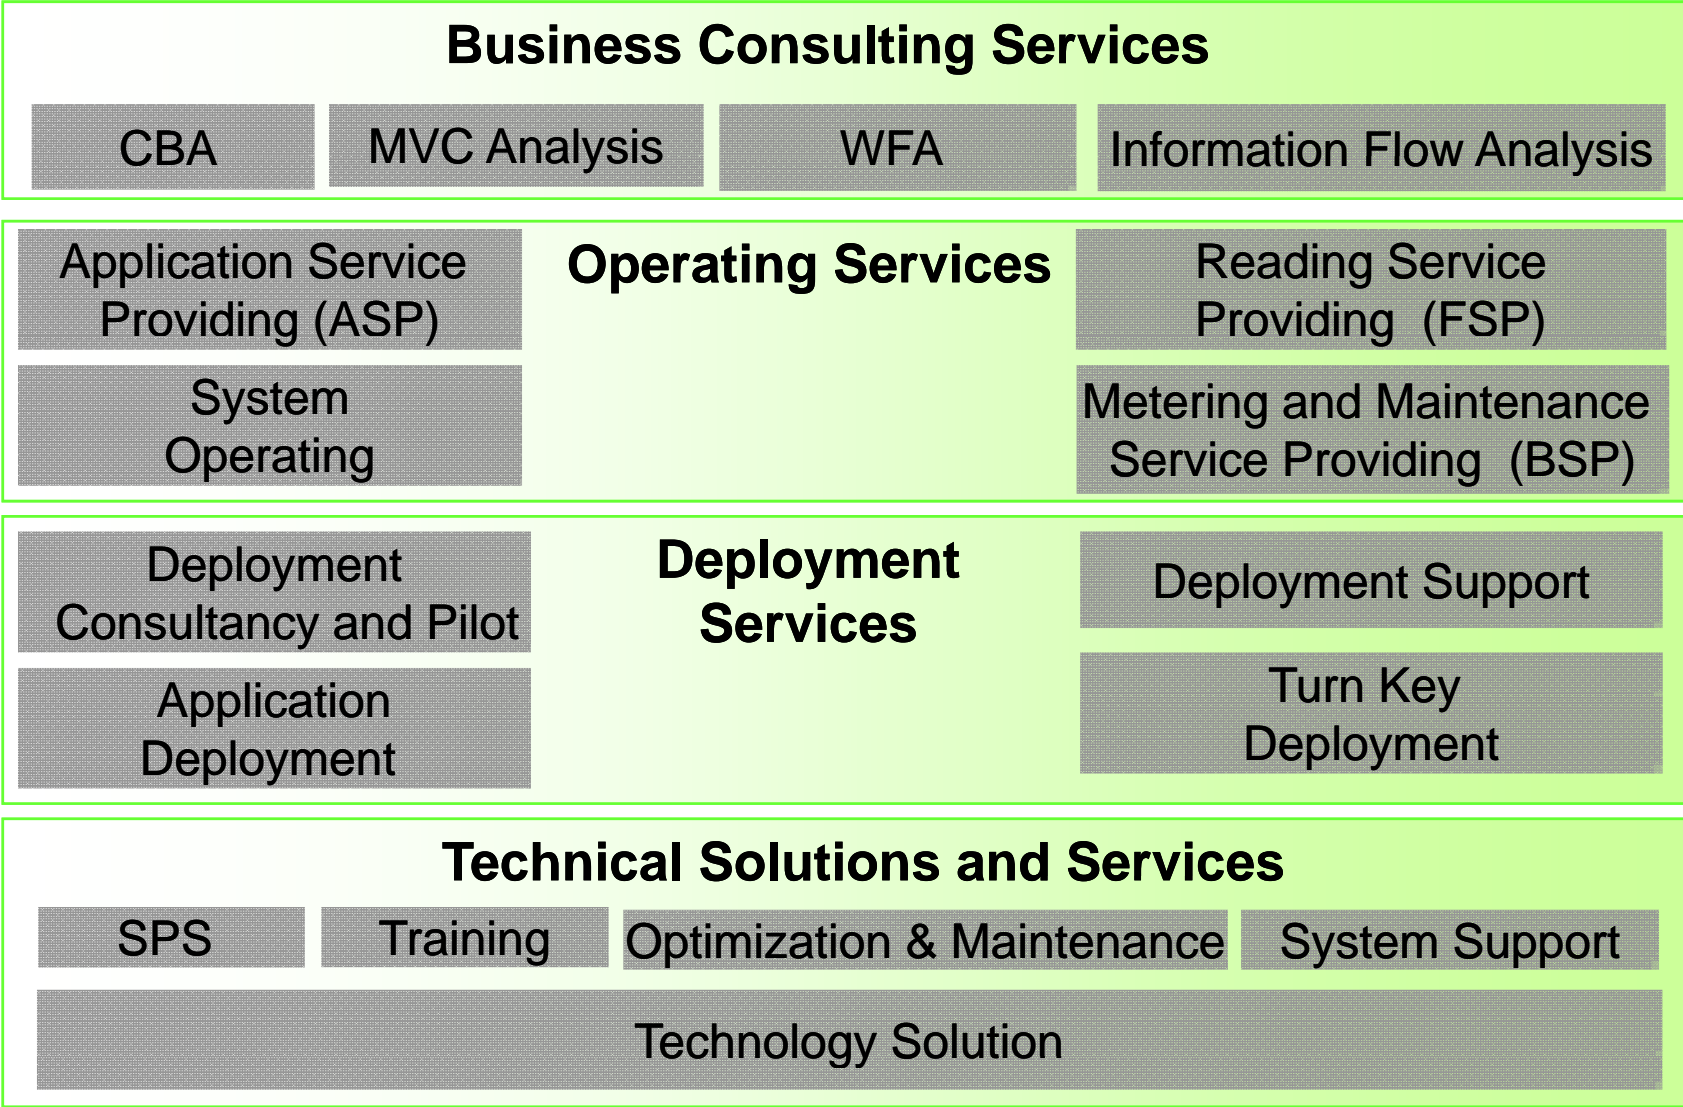 Business Consulting Services
CBA
MVC Analysis
WFA
Information Flow Analysis
Application Service
Providing (ASP)
Operating Services
Reading Service
Providing (FSP)
System
Operating
Metering and Maintenance
Service Providing (BSP)
Deployment
Consultancy and Pilot
Deployment
Services
Deployment Support
Application
Deployment
Turn Key
Deployment
Technical Solutions and Services
SPS
Training
Optimization & Maintenance
System Support
Technology Solution